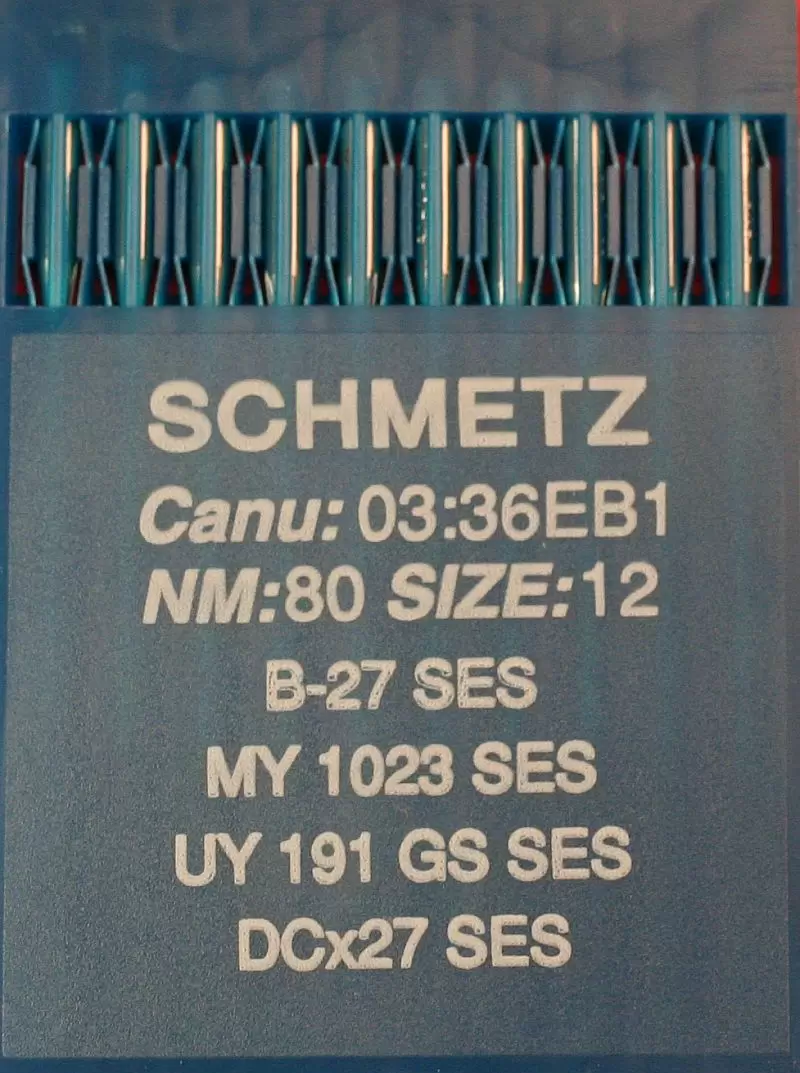 SCHMETZ
Canu: 03:36EB1
NM:80 SIZE:12
B-27 SES
MY 1023 SES
UY 191 GS SES
DCx27 SES